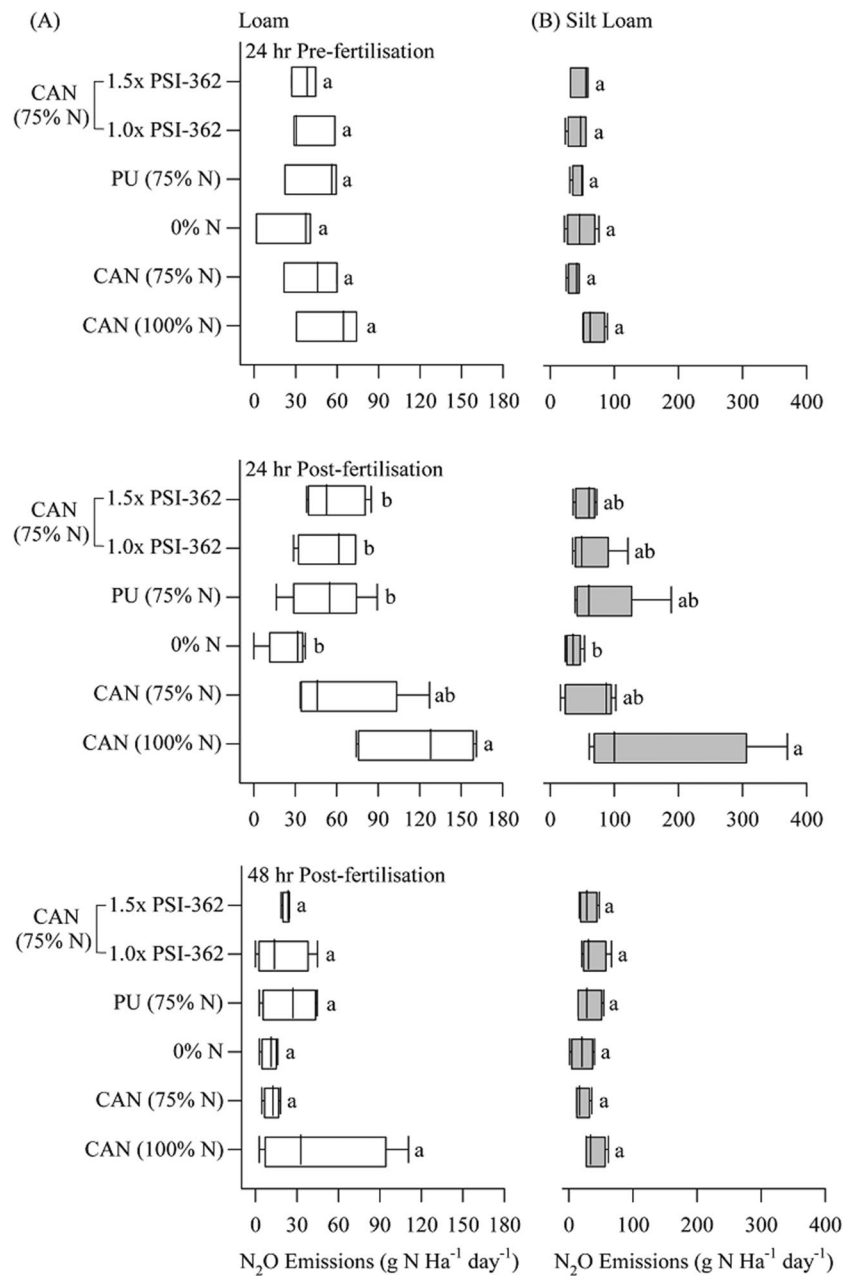 (A) Loam (B) Silt Loam
24 hr Pre-fertilisation
1.5x PSI-362 a a
CAN
(75% N)
1.0x PSI-362 a a
PU (75% N) a a
0% N a a
CAN (75% N) a a
CAN (100% N) a a
0 30 60 90 120 150 180 0 100 200 300 400
24 hr Post-fertilisation
1.5x PSI-362 b ab
CAN
(75% N)
1.0x PSI-362 b ab
PU (75% N) b ab
0% N b b
CAN (75% N) ab ab
CAN (100% N) a a
0 30 60 90 120 150 180 0 100 200 300 400
48 hr Post-fertilisation
1.5x PSI-362 a a
CAN
(75% N)
1.0x PSI-362 a a
PU (75% N) a a
0% N a a
CAN (75% N) a a
CAN (100% N) a a
0 30 60 90 120 150 180 0 100 200 300 400
N₂O Emissions (g N Ha⁻¹ day⁻¹) N₂O Emissions (g N Ha⁻¹ day⁻¹)